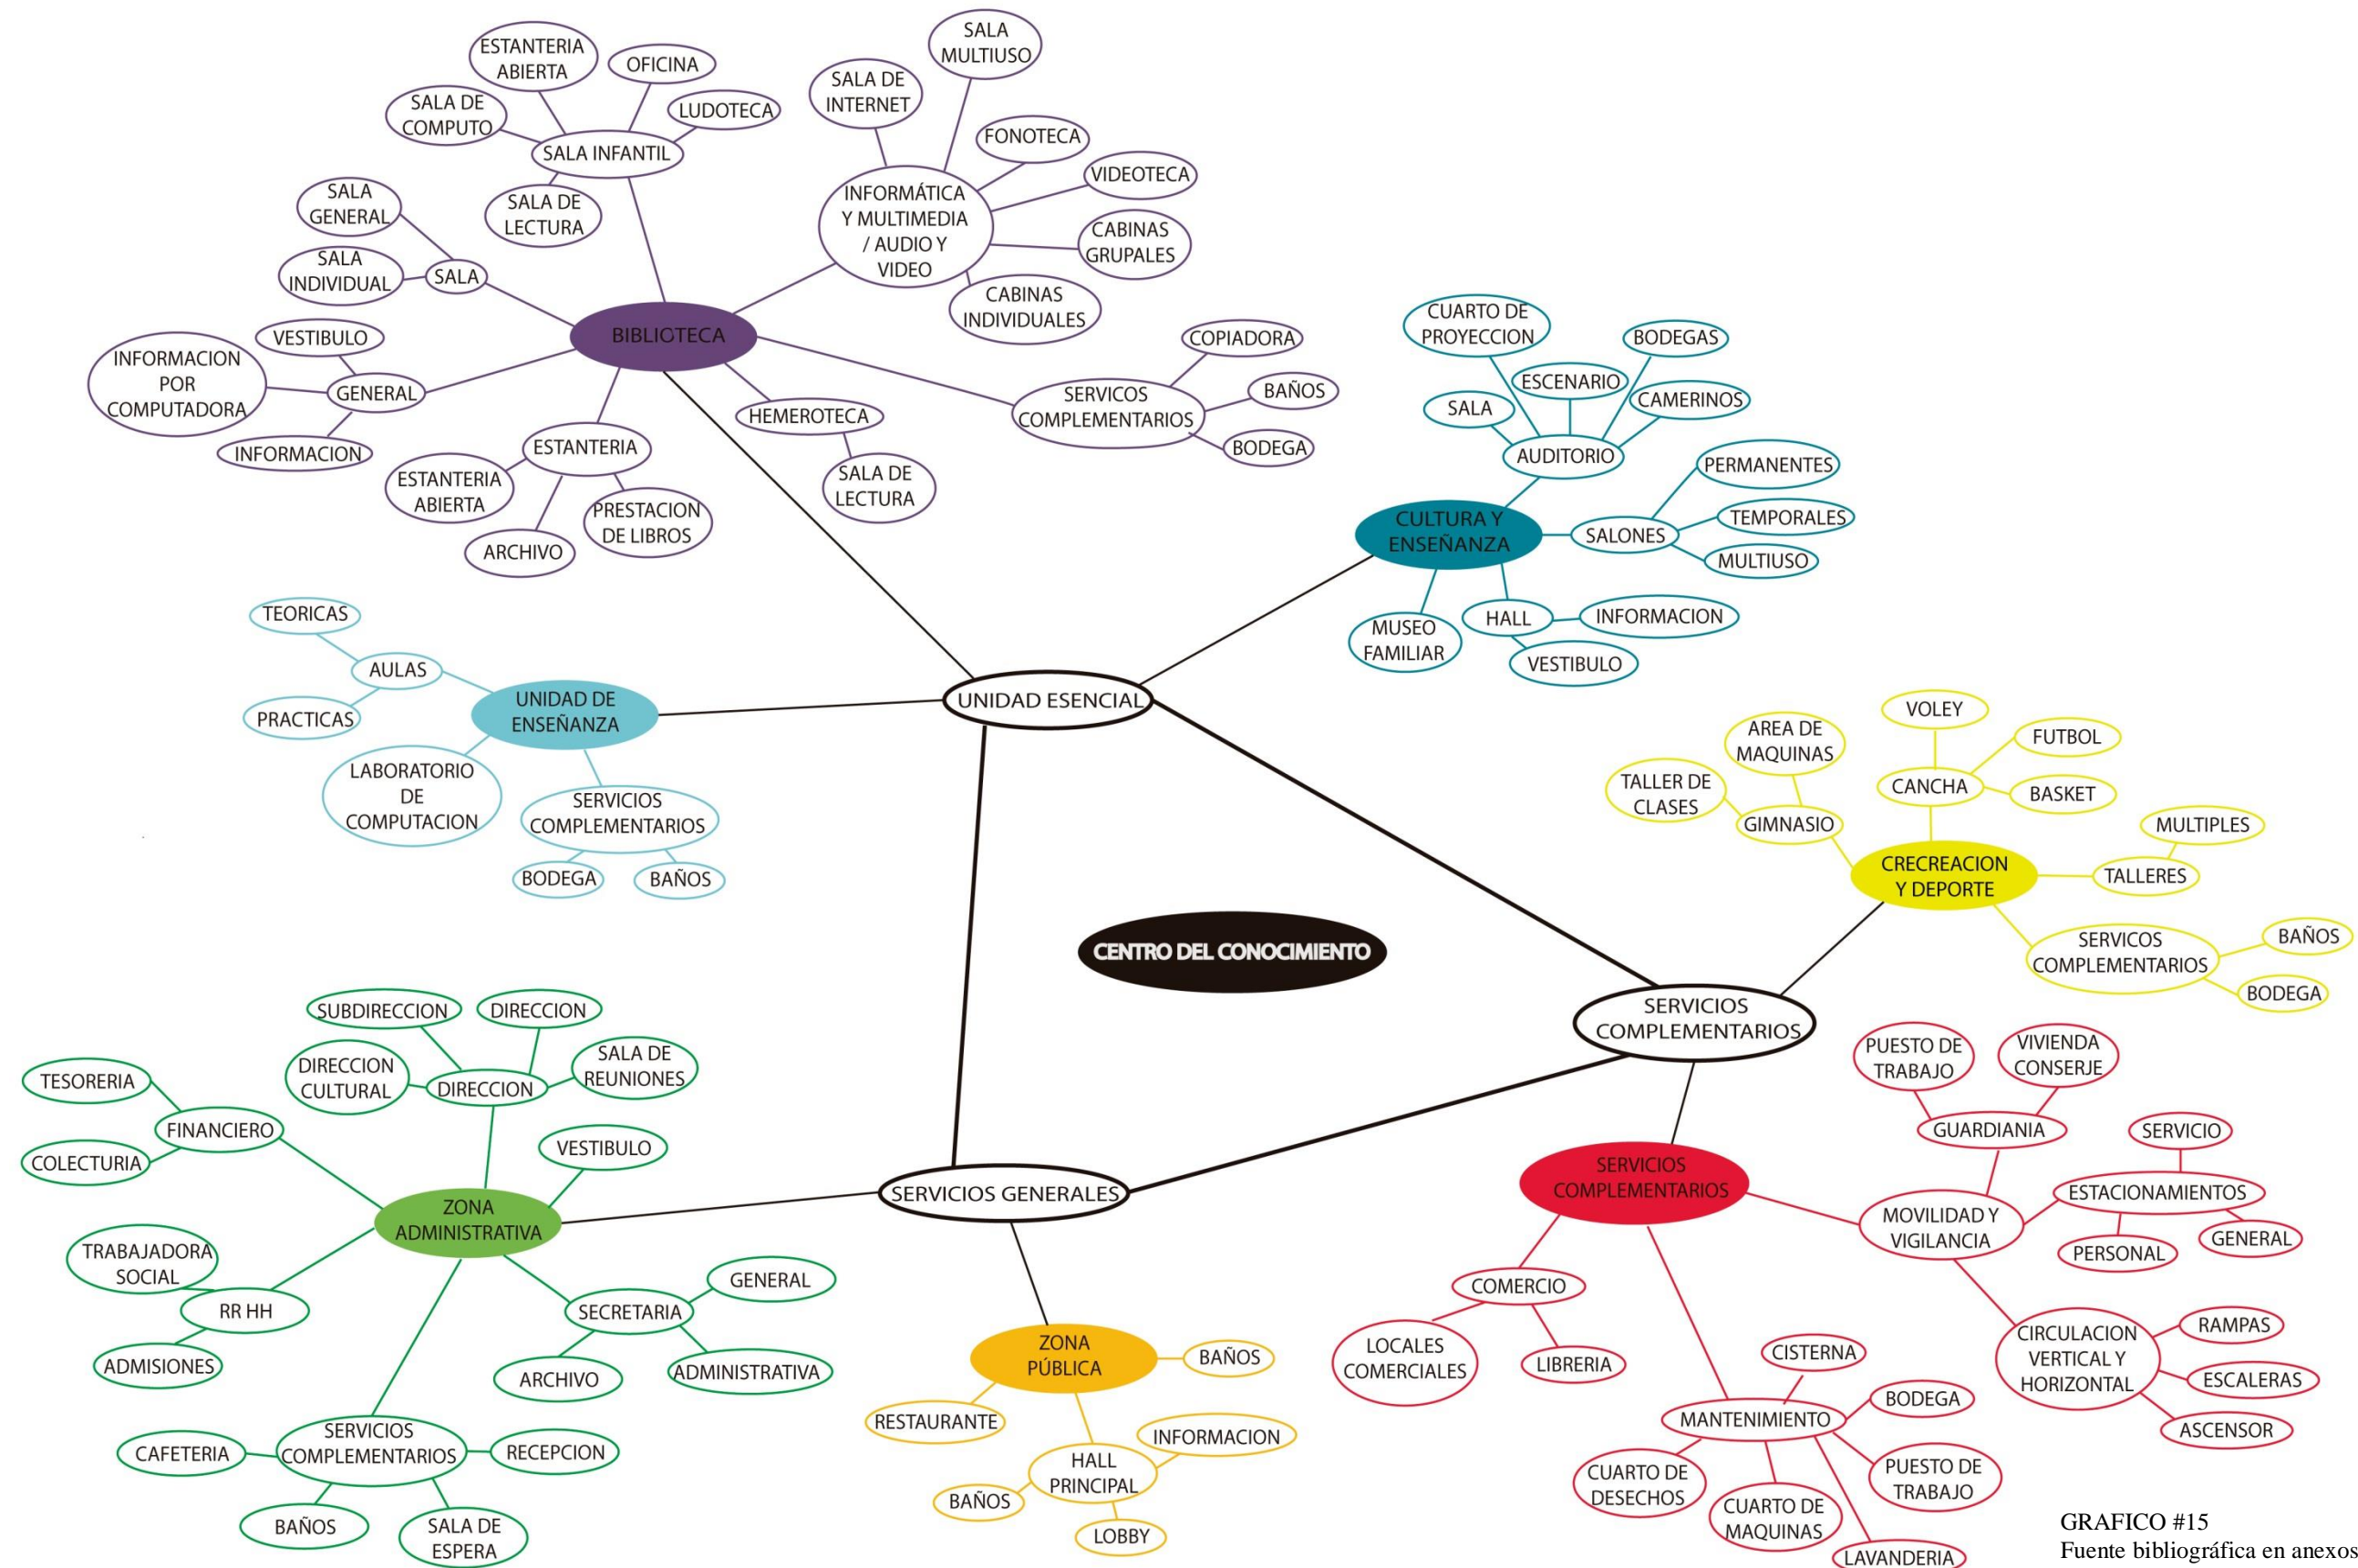 ESTANTERIA
ABIERTA
OFICINA
SALA DE
COMPUTO
LUDOTECA
SALA INFANTIL
SALA DE
LECTURA
SALA
MULTIUSO
SALA DE
INTERNET
FONOTECA
VIDEOTECA
INFORMÁTICA
Y MULTIMEDIA
/ AUDIO Y
VIDEO
CABINAS
GRUPALES
CABINAS
INDIVIDUALES
SALA
GENERAL
SALA
INDIVIDUAL
SALA
BIBLIOTECA
VESTIBULO
INFORMACION
POR
COMPUTADORA
GENERAL
INFORMACION
ESTANTERIA
ESTANTERIA
ABIERTA
ARCHIVO
PRESTACION
DE LIBROS
HEMEROTECA
SALA DE
LECTURA
COPIADORA
SERVICOS
COMPLEMENTARIOS
BAÑOS
BODEGA
CUARTO DE
PROYECCION
BODEGAS
ESCENARIO
SALA
CAMERINOS
AUDITORIO
PERMANENTES
CULTURA Y
ENSEÑANZA
SALONES
TEMPORALES
MULTIUSO
MUSEO
FAMILIAR
HALL
INFORMACION
VESTIBULO
TEORICAS
AULAS
PRACTICAS
UNIDAD DE
ENSEÑANZA
LABORATORIO
DE
COMPUTACION
SERVICIOS
COMPLEMENTARIOS
BODEGA
BAÑOS
UNIDAD ESENCIAL
VOLEY
AREA DE
MAQUINAS
FUTBOL
TALLER DE
CLASES
CANCHA
BASKET
GIMNASIO
MULTIPLES
CRECREACION
Y DEPORTE
TALLERES
SERVICOS
COMPLEMENTARIOS
BAÑOS
BODEGA
CENTRO DEL CONOCIMIENTO
SERVICIOS
COMPLEMENTARIOS
SUBDIRECCION
DIRECCION
DIRECCION
CULTURAL
DIRECCION
SALA DE
REUNIONES
TESORERIA
FINANCIERO
COLECTURIA
VESTIBULO
ZONA
ADMINISTRATIVA
SERVICIOS GENERALES
TRABAJADORA
SOCIAL
RR HH
ADMISIONES
SECRETARIA
GENERAL
ARCHIVO
ADMINISTRATIVA
SERVICIOS
COMPLEMENTARIOS
CAFETERIA
RECEPCION
BAÑOS
SALA DE
ESPERA
ZONA
PÚBLICA
BAÑOS
RESTAURANTE
HALL
PRINCIPAL
INFORMACION
BAÑOS
LOBBY
PUESTO DE
TRABAJO
VIVIENDA
CONSERJE
GUARDIANIA
SERVICIO
SERVICIOS
COMPLEMENTARIOS
ESTACIONAMIENTOS
MOVILIDAD Y
VIGILANCIA
PERSONAL
GENERAL
COMERCIO
LOCALES
COMERCIALES
LIBRERIA
CIRCULACION
VERTICAL Y
HORIZONTAL
RAMPAS
ESCALERAS
ASCENSOR
CISTERNA
BODEGA
MANTENIMIENTO
CUARTO DE
DESECHOS
CUARTO DE
MAQUINAS
PUESTO DE
TRABAJO
LAVANDERIA
GRAFICO #15
Fuente bibliográfica en anexos